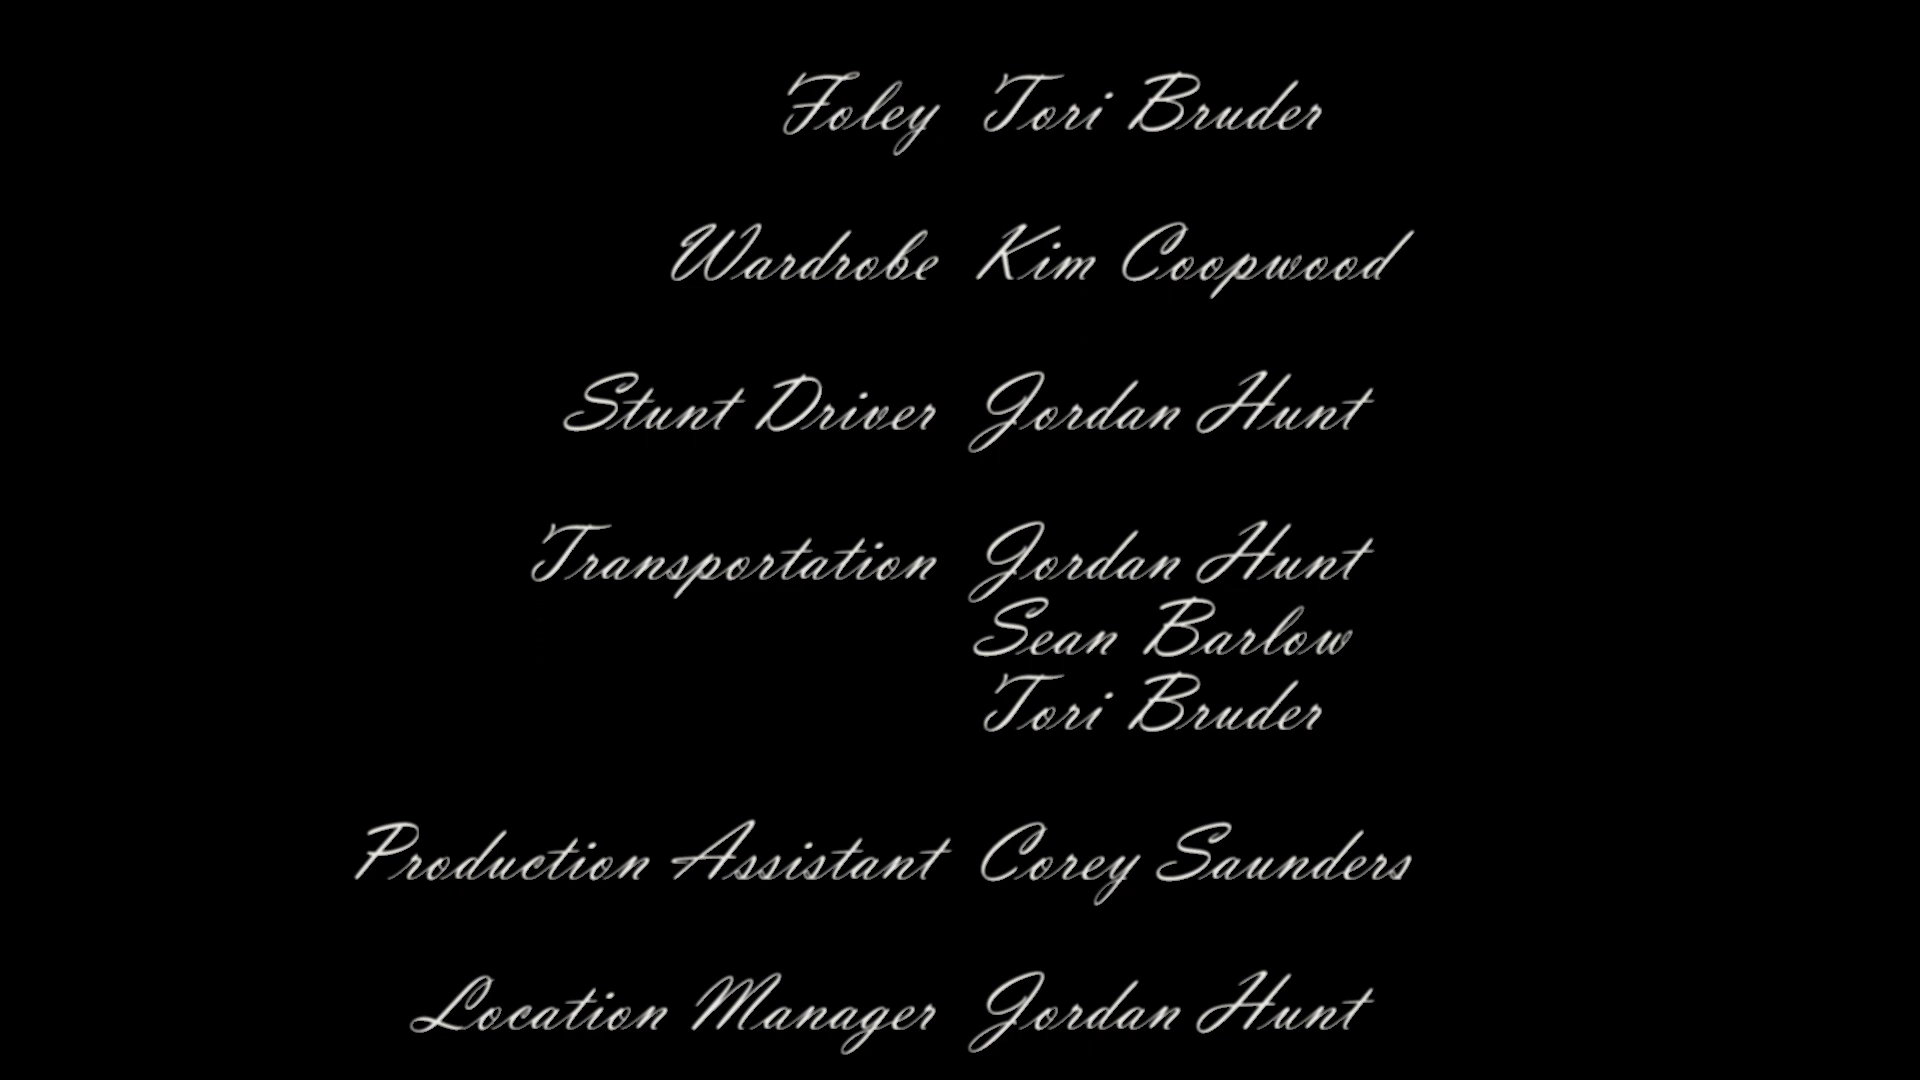 Foley Tori Bruder
Wardrobe Kim Coopwood
Stunt Driver Jordan Hunt
Transportation Jordan Hunt
Sean Barlow
Tori Bruder
Production Assistant Corey Saunders
Location Manager Jordan Hunt